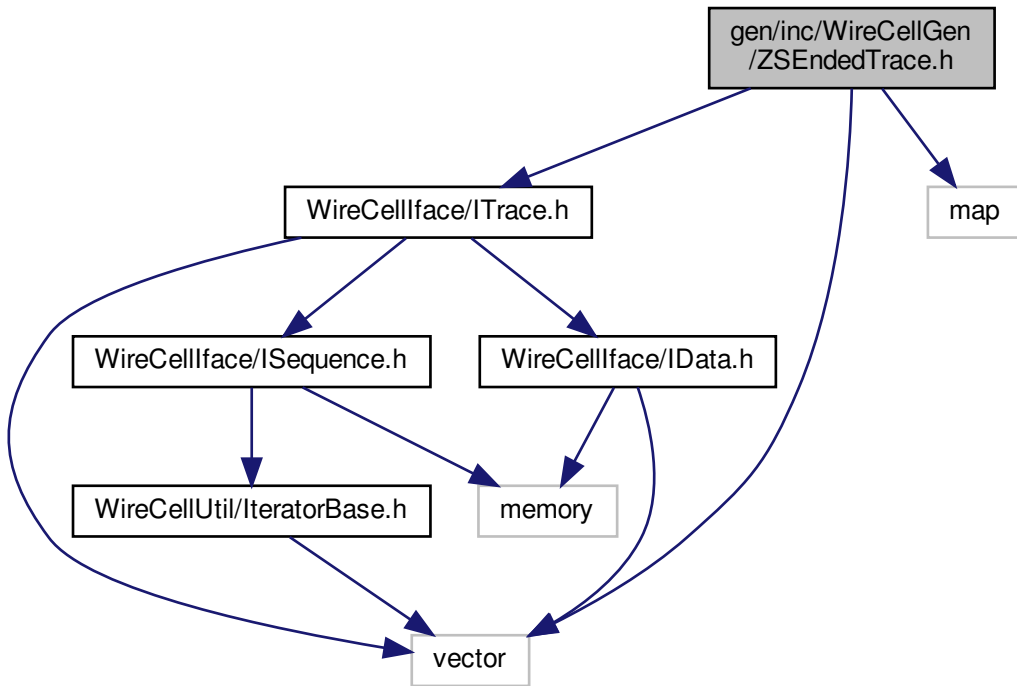 gen/inc/WireCellGen
/ZSEndedTrace.h
WireCellIface/ITrace.h
map
WireCellIface/ISequence.h
WireCellIface/IData.h
WireCellUtil/IteratorBase.h
memory
vector